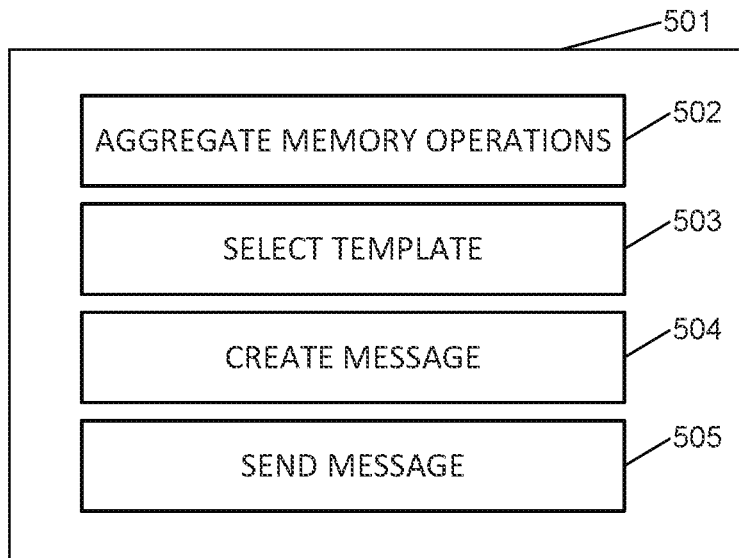 501
AGGREGATE MEMORY OPERATIONS
502
SELECT TEMPLATE
503
CREATE MESSAGE
504
SEND MESSAGE
505